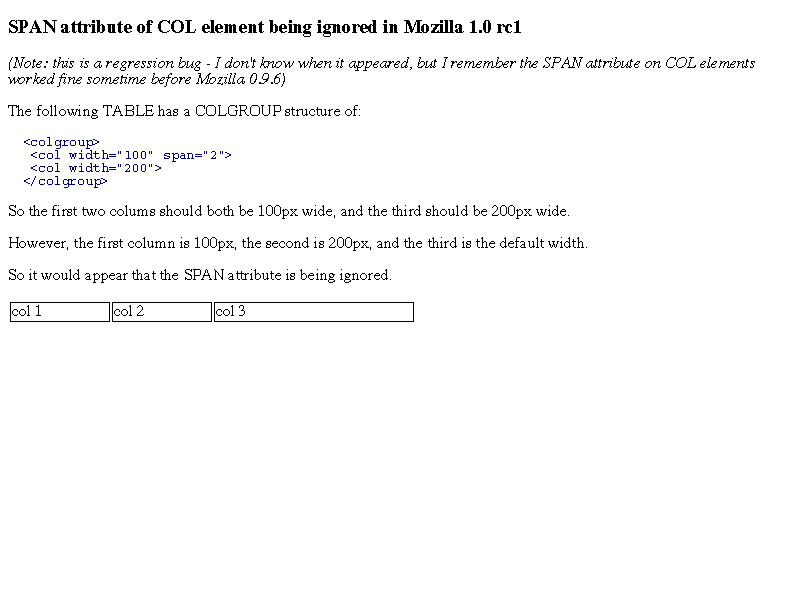 SPAN attribute of COL element being ignored in Mozilla 1.0 rc1
(Note: this is a regression bug - I don't know when it appeared, but I remember the SPAN attribute on COL elements
worked fine sometime before Mozilla 0.9.6)
The following TABLE has a COLGROUP structure of:
<colgroup>
<col width="100" span="2">
<col width="200">
</colgroup>
So the first two colums should both be 100px wide, and the third should be 200px wide.
However, the first column is 100px, the second is 200px, and the third is the default width.
So it would appear that the SPAN attribute is being ignored.
col 1 col 2 col 3